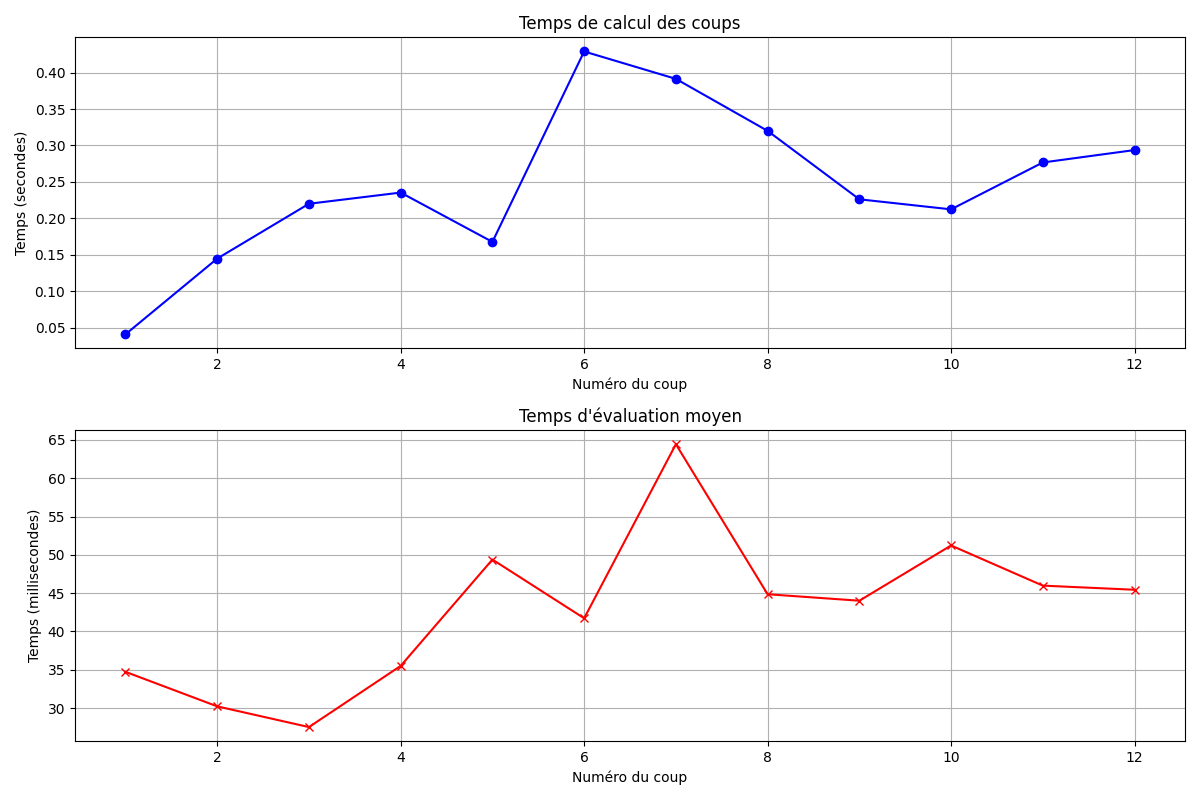 Temps de calcul des coups
Temps (secondes)
0.40
0.35
0.30
0.25
0.20
0.15
0.10
0.05
2 4 6 8 10 12
Numéro du coup
Temps d'évaluation moyen
Temps (millisecondes)
65
60
55
50
45
40
35
30
2 4 6 8 10 12
Numéro du coup